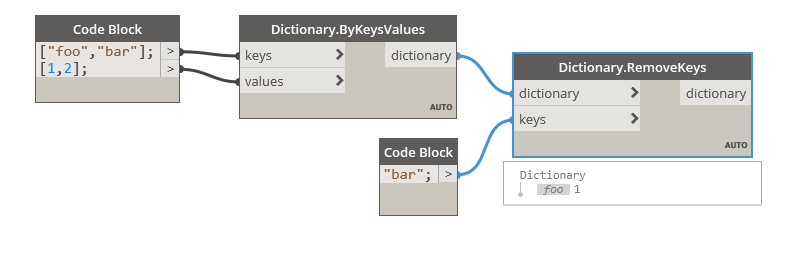 Code Block
["foo","bar"]; >
[1,2]; >
Dictionary.ByKeysValues
keys > dictionary
values >
AUTO
Code Block
"bar"; >
Dictionary.RemoveKeys
dictionary > dictionary
keys >
AUTO
Dictionary
foo 1